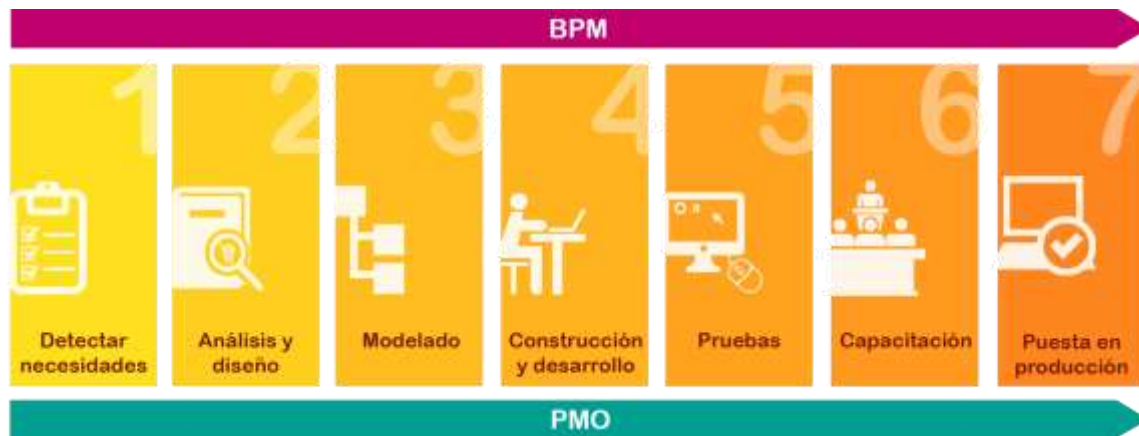 BPM
1
2
3
4
5
6
7
Detectar
necesidades
Análisis y
diseño
Modelado
Construcción
y desarrollo
Pruebas
Capacitación
Puesta en
producción
PMO